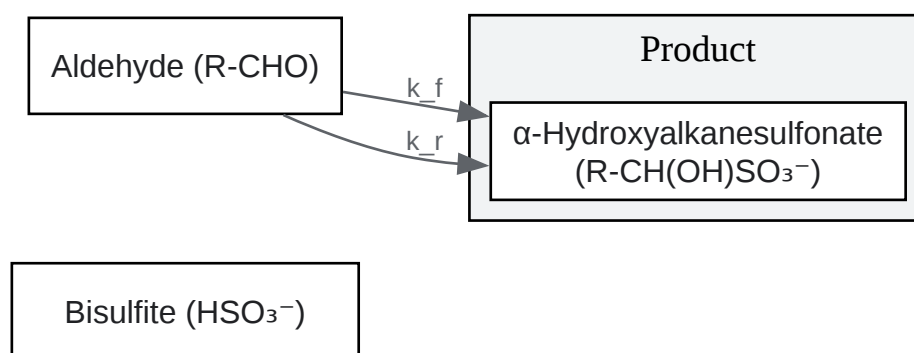 Product
Aldehyde (R-CHO)
k_f
k_r
α-Hydroxyalkanesulfonate
(R-CH(OH)SO₃⁻)
Bisulfite (HSO₃⁻)